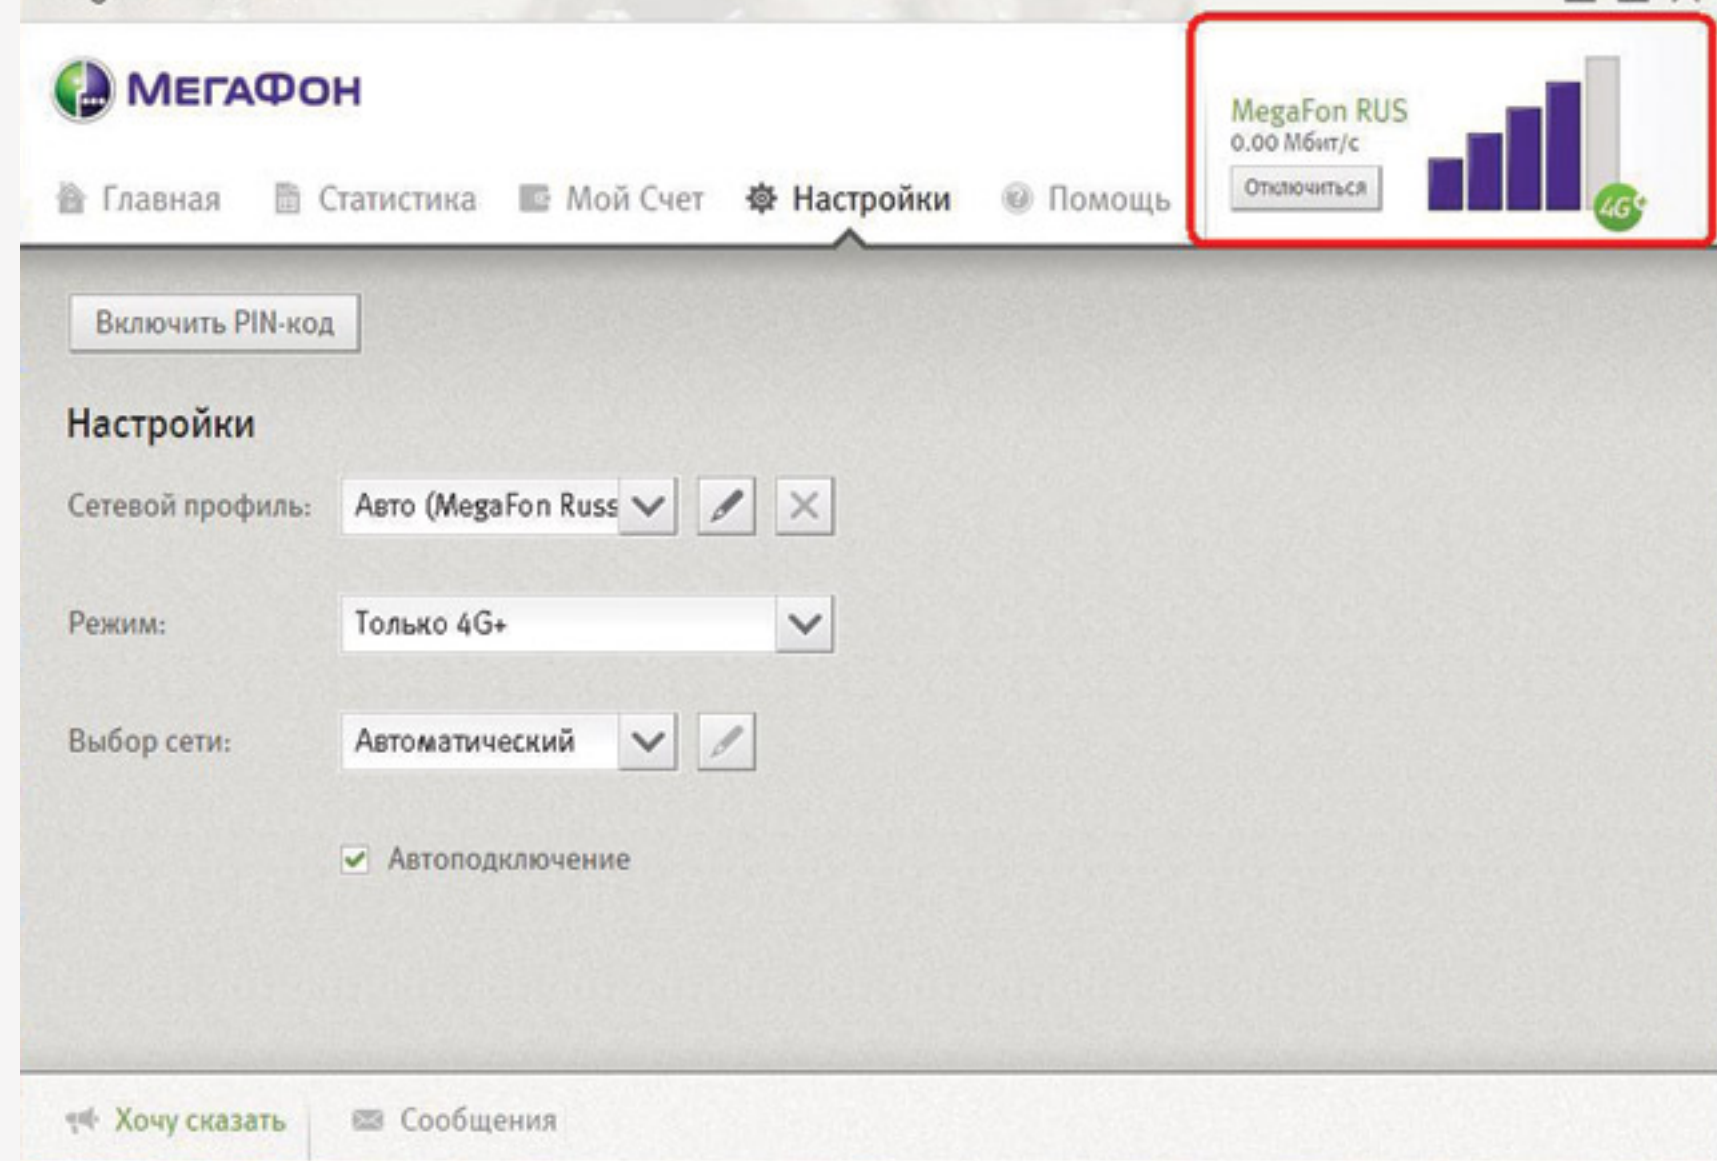 МЕГАФОН
MegaFon RUS
0.00 Мбит/с
Отключиться
4G+
Главная
Статистика
Мой Счет
Настройки
Помощь
Включить PIN-код
Настройки
Сетевой профиль:
Авто (MegaFon Russ
Режим:
Только 4G+
Выбор сети:
Автоматический
Автоподключение
Хочу сказать
Сообщения